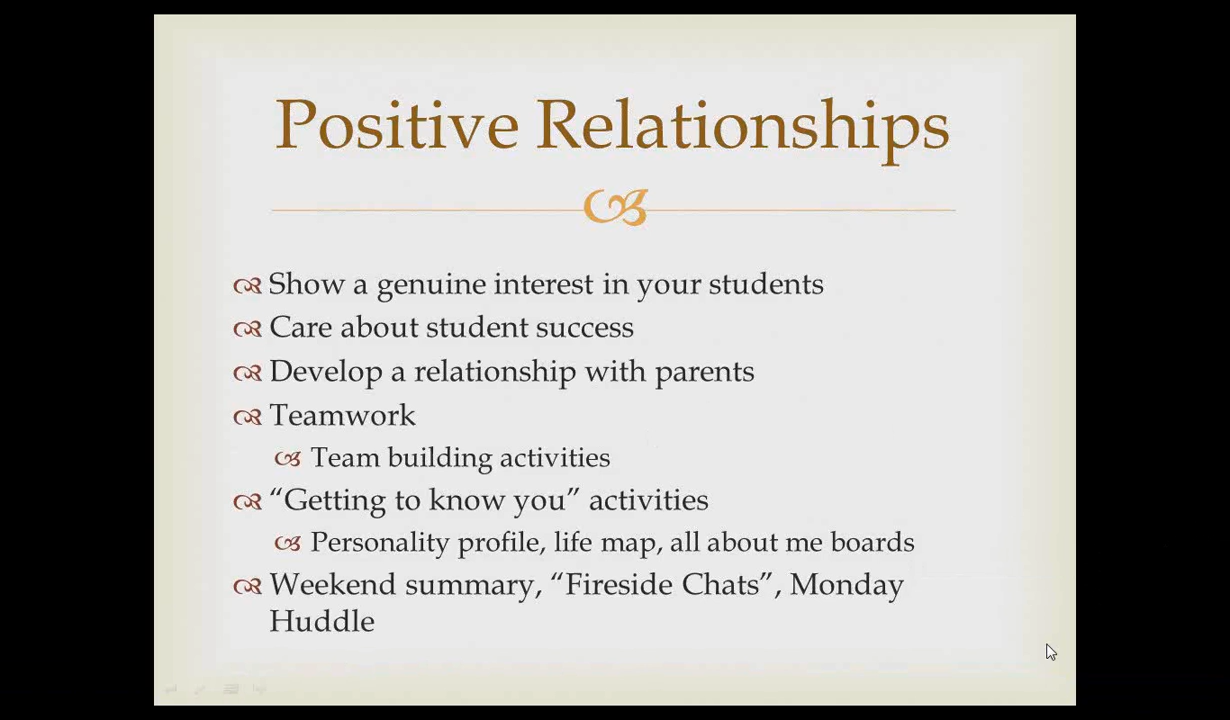 Positive Relationships
Show a genuine interest in your students
Care about student success
Develop a relationship with parents
Teamwork
Team building activities
“Getting to know you” activities
Personality profile, life map, all about me boards
Weekend summary, “Fireside Chats”, Monday
Huddle